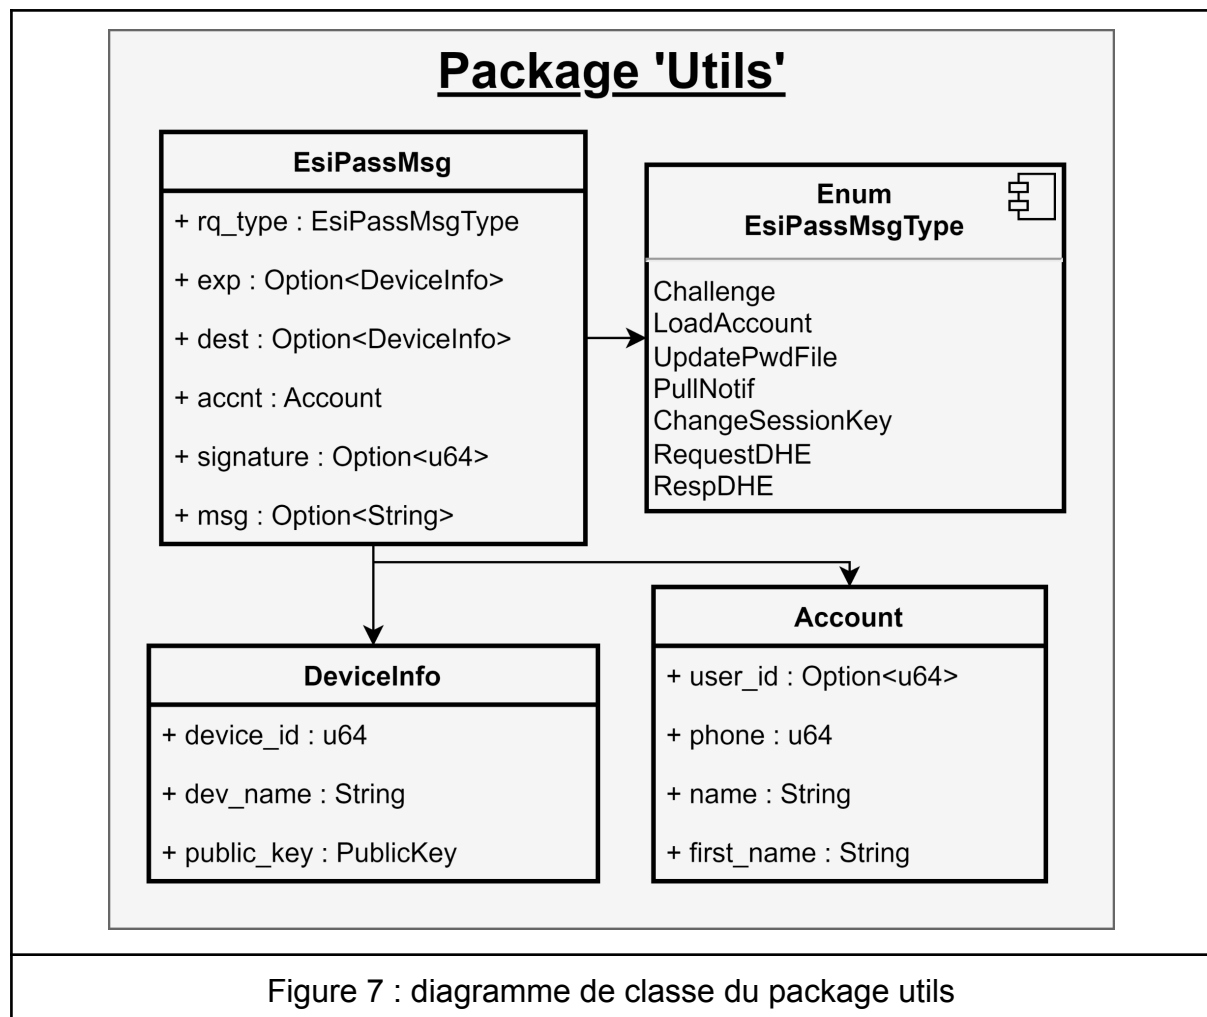 Package 'Utils'
EsiPassMsg
+ rq_type : EsiPassMsgType
+ exp : Option<DeviceInfo>
+ dest : Option<DeviceInfo>
+ accnt : Account
+ signature : Option<u64>
+ msg : Option<String>
Enum
EsiPassMsgType
Challenge
LoadAccount
UpdatePwdFile
PullNotif
ChangeSessionKey
RequestDHE
RespDHE
DeviceInfo
+ device_id : u64
+ dev_name : String
+ public_key : PublicKey
Account
+ user_id : Option<u64>
+ phone : u64
+ name : String
+ first_name : String
Figure 7 : diagramme de classe du package utils